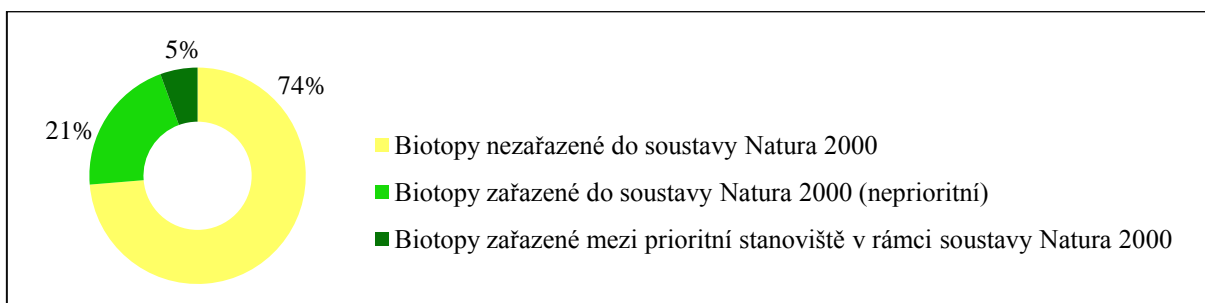 5%
74%
21%
Biotopy nezařazené do soustavy Natura 2000
Biotopy zařazené do soustavy Natura 2000 (neprioritní)
Biotopy zařazené mezi prioritní stanoviště v rámci soustavy Natura 2000